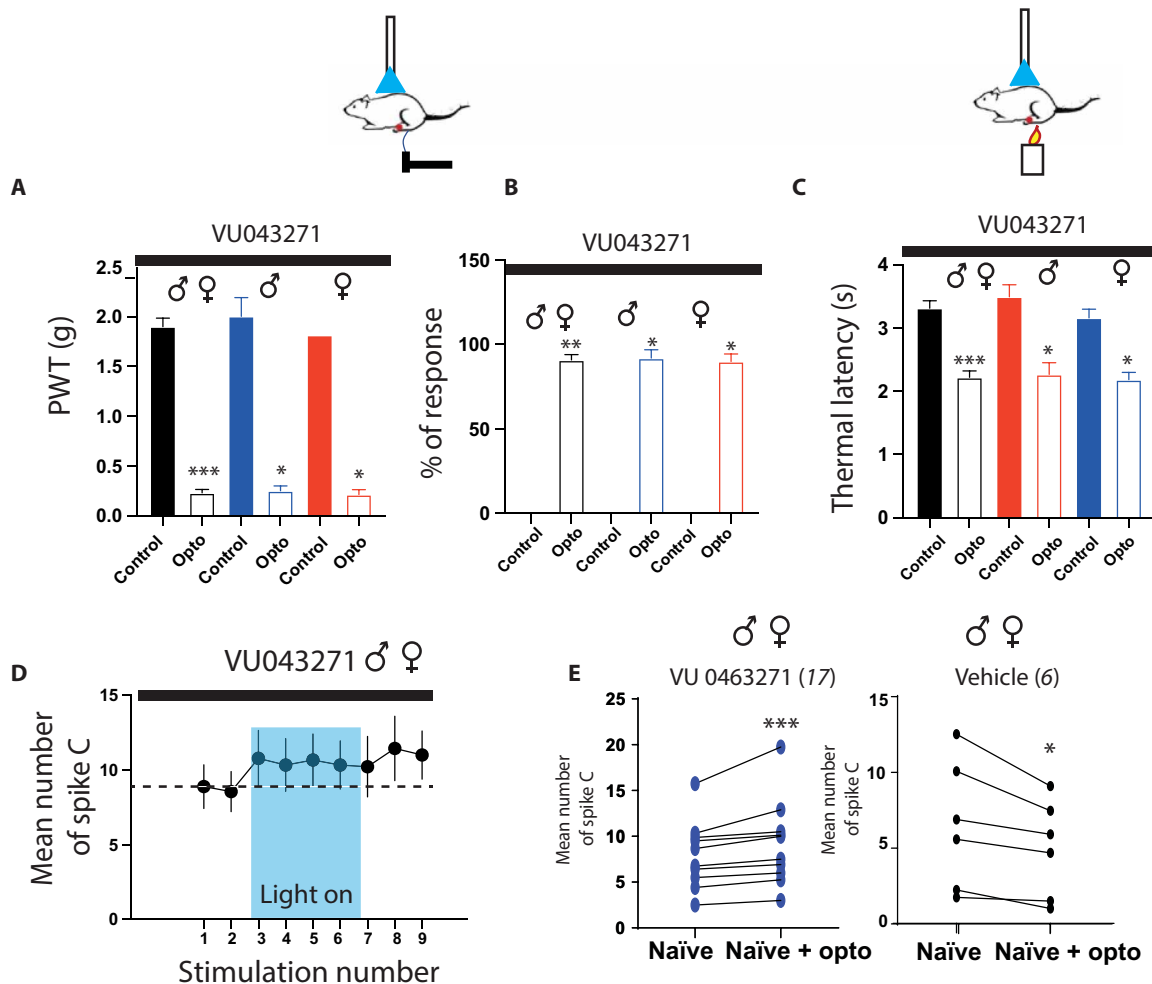 A
B
C
VU043271
PWT (g)
2.5
2.0
1.5
1.0
0.5
0.0
♂ ♀ ♂ ♀
***
*
*
Control Opto Control Opto Control Opto
VU043271
% of response
150
100
50
0
♂ ♀ ♂ ♀
**
*
*
Control Opto Control Opto Control Opto
VU043271
Thermal latency (s)
4
3
2
1
0
♂ ♀ ♂ ♀
***
*
*
Control Opto Control Opto Control Opto
D
VU043271 ♂ ♀
Mean number
of spike C
15
10
5
0
Light on
1 2 3 4 5 6 7 8 9
Stimulation number
E
♂ ♀
VU 0463271 (17)
Mean number
of spike C
25
20
15
10
5
0
***
Naïve Naïve + opto
♂ ♀
Vehicle (6)
Mean number
of spike C
15
10
5
0
*
Naïve Naïve + opto